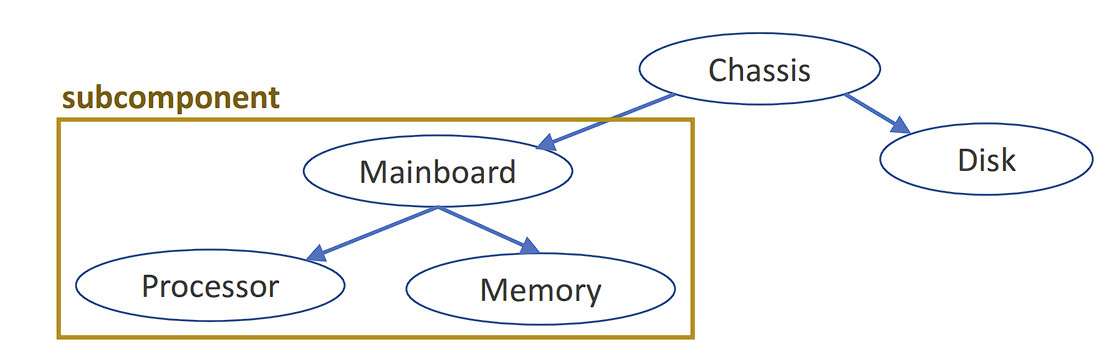 Chassis
subcomponent
Disk
Mainboard
Processor
Memory